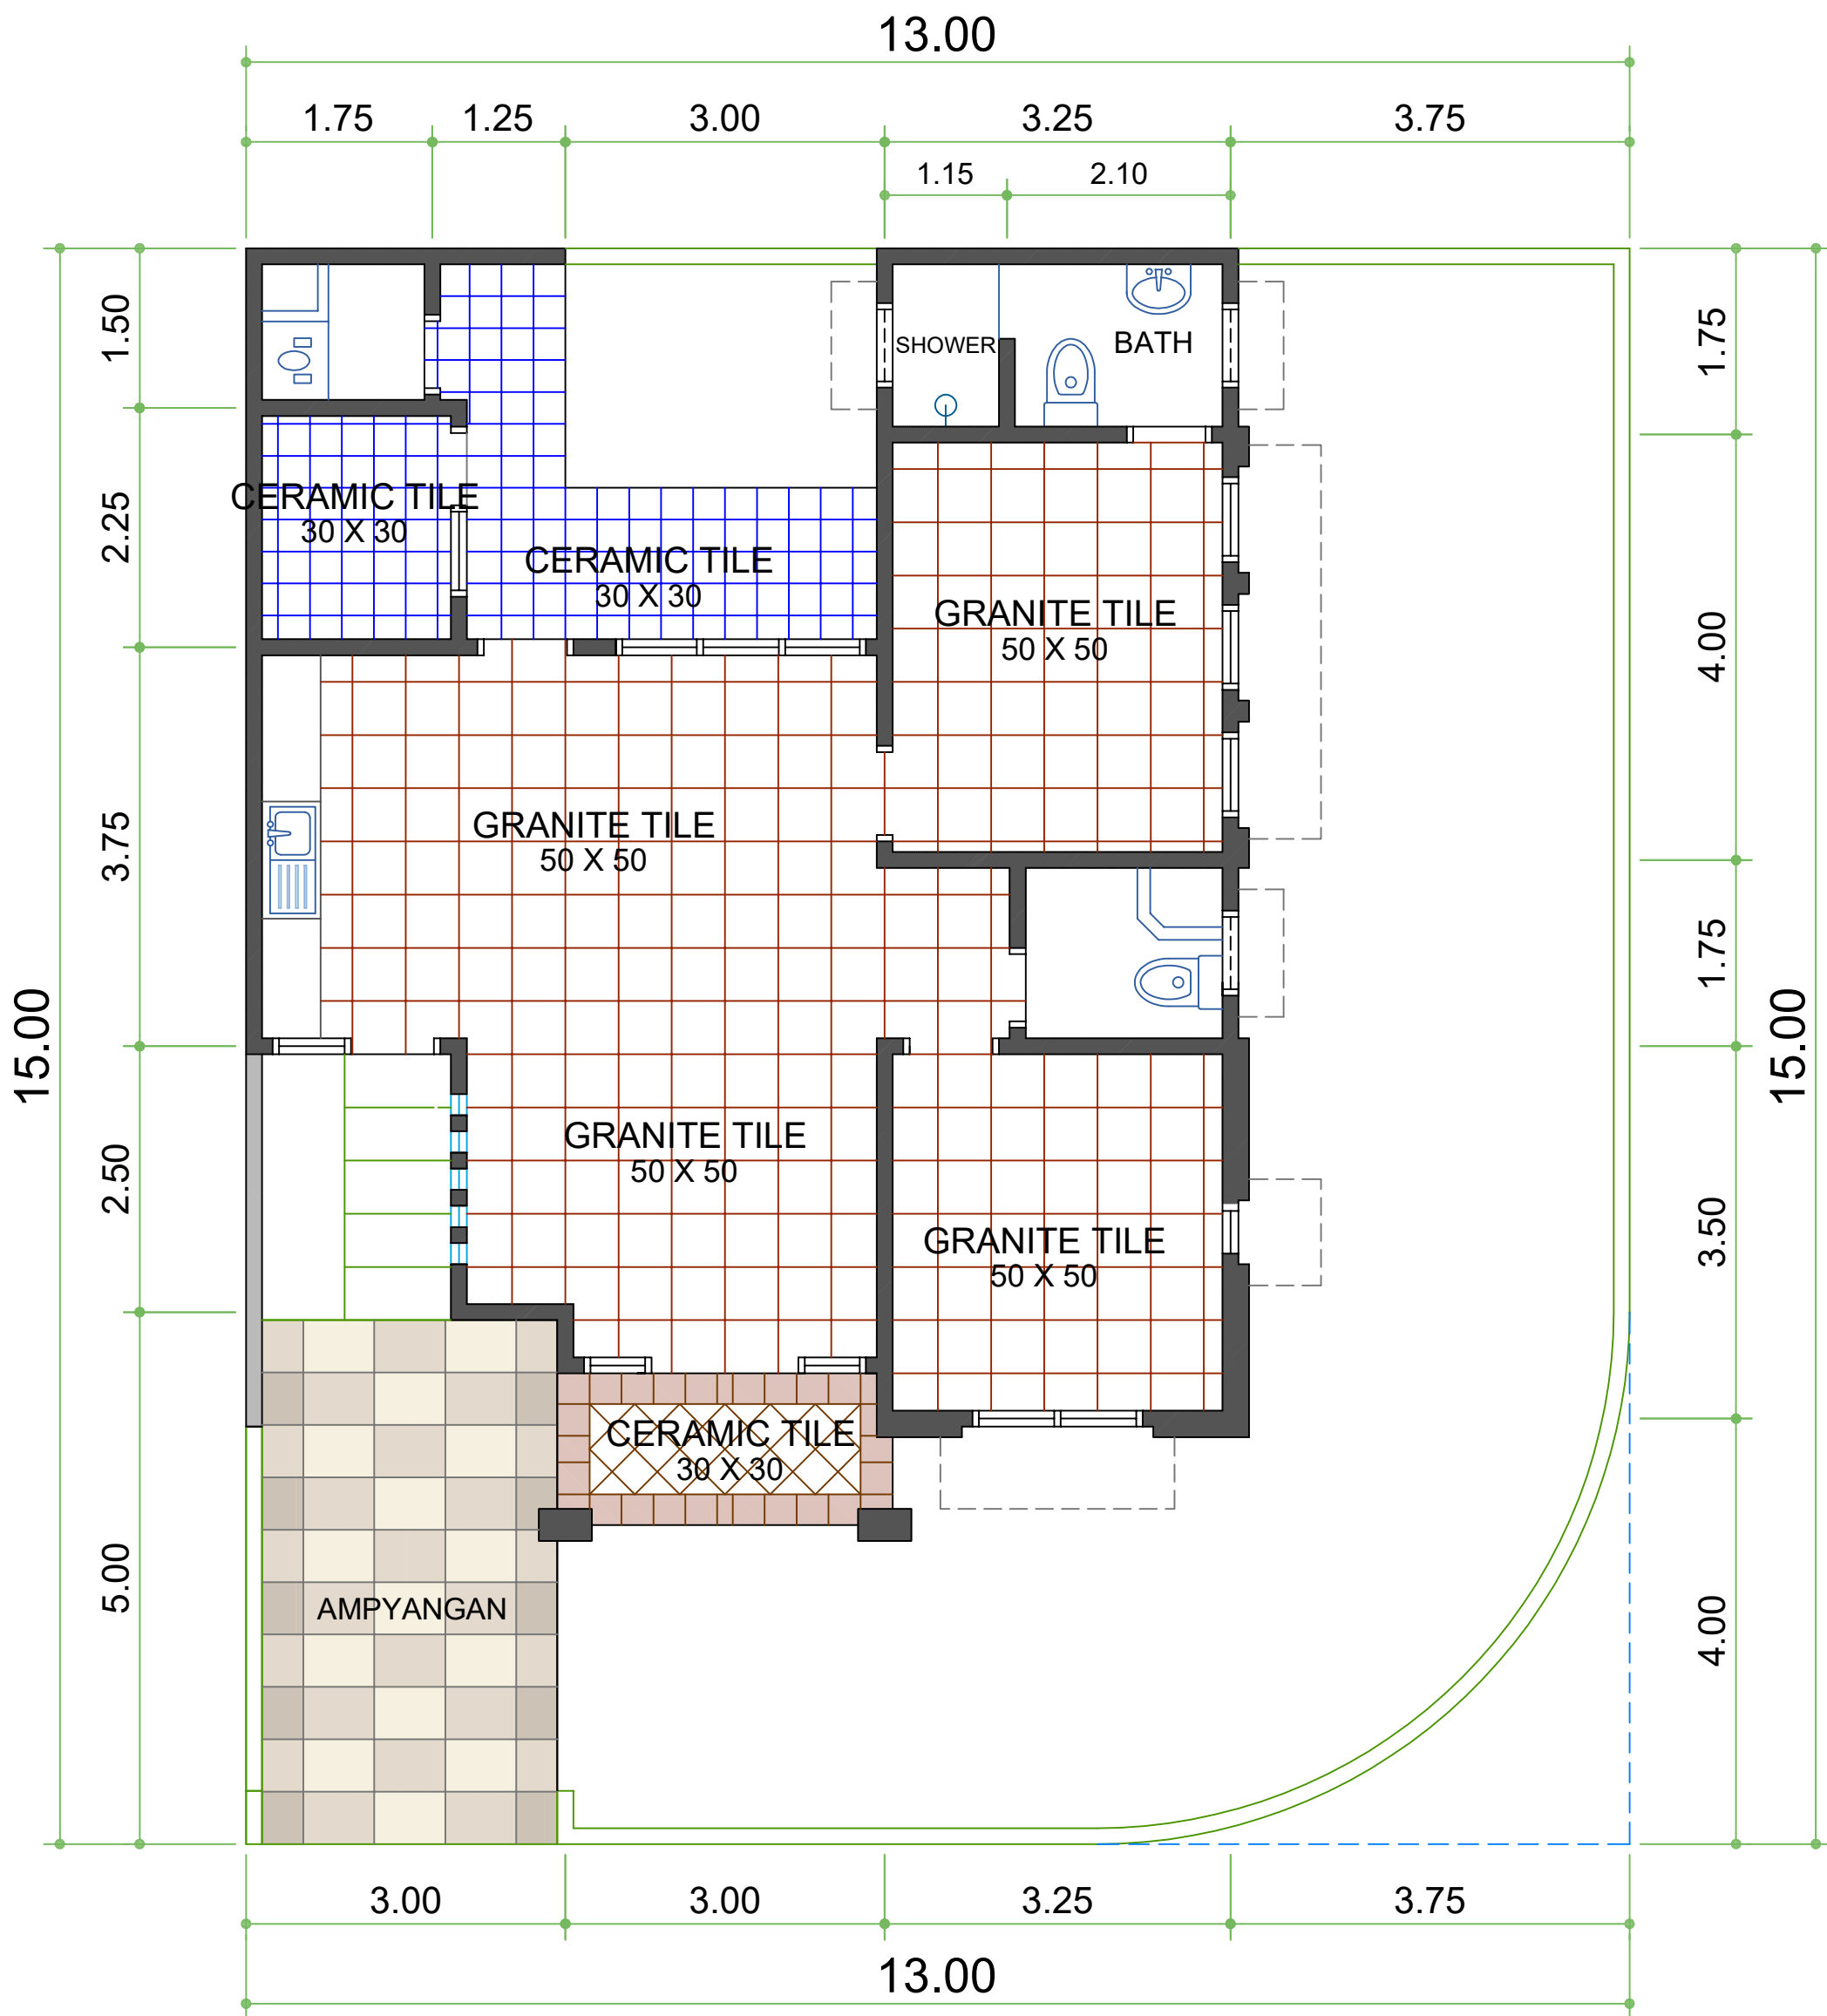 13.00
1.75 1.25 3.00 3.25 3.75
1.15 2.10
1.50
1.75
SHOWER
BATH
CERAMIC TILE
30 X 30
2.25
CERAMIC TILE
30 X 30
GRANITE TILE
50 X 50
4.00
GRANITE TILE
50 X 50
3.75
1.75
15.00
15.00
GRANITE TILE
50 X 50
2.50
GRANITE TILE
50 X 50
3.50
CERAMIC TILE
30 X 30
5.00
AMPYANGAN
4.00
3.00 3.00 3.25 3.75
13.00